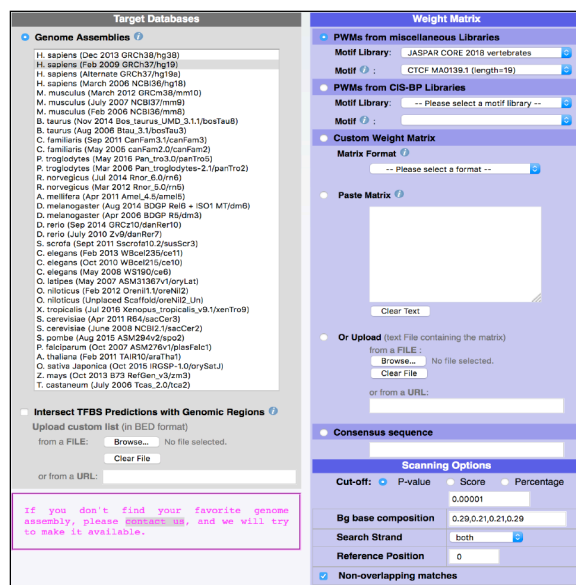 Target Databases
Genome Assemblies
H. sapiens (Dec 2013 GRCh38/hg38)
H. sapiens (Feb 2009 GRCh37/hg19)
H. sapiens (Alternate GRCh37/hg19a)
H. sapiens (March 2006 NCBI36/hg18)
M. musculus (March 2012 GRCm38/mm10)
M. musculus (July 2007 NCBI37/mm9)
M. musculus (Feb 2006 NCBI36/mm8)
B. taurus (Nov 2014 Bos_taurus_UMD_3.1.1/bosTau8)
B. taurus (Aug 2006 Btau_3.1/bosTau3)
C. familiaris (Sep 2011 CanFam3.1/canFam3)
C. familiaris (May 2005 canFam2.0/canFam2)
P. troglodytes (May 2016 Pan_tro3.0/panTro5)
P. troglodytes (Mar 2006 Pan_troglodytes-2.1/panTro2)
R. norvegicus (Jul 2014 Rnor_6.0/rn6)
R. norvegicus (Mar 2012 Rnor_5.0/rn5)
A. mellifera (Apr 2011 Amel_4.5/amel5)
D. melanogaster (Aug 2014 BDGP Rel6 + ISO1 MT/dm6)
D. melanogaster (Apr 2006 BDGP R5/dm3)
D. rerio (Sep 2014 GRCz10/danRer10)
D. rerio (July 2010 Zv9/danRer7)
S. scrofa (Sept 2011 Sscrofa10.2/susScr3)
C. elegans (Feb 2013 WBcel235/ce11)
C. elegans (Oct 2010 WBcel215/ce10)
C. elegans (May 2008 WS190/ce6)
O. latipes (May 2007 ASM31367v1/oryLat)
O. niloticus (Feb 2012 Orenil1.1/oreNil2)
O. niloticus (Unplaced Scaffold/oreNil2_Un)
X. tropicalis (Jul 2016 Xenopus_tropicalis_v9.1/xenTro9)
S. cerevisiae (Apr 2011 R64/sacCer3)
S. cerevisiae (June 2008 NCBI2.1/sacCer2)
S. pombe (Aug 2015 ASM294v2/spo2)
P. falciparum (Oct 2007 ASM276v1/plasFalc1)
A. thaliana (Feb 2011 TAIR10/araTha1)
O. sativa Japonica (Oct 2015 IRGSP-1.0/orySatJ)
Z. mays (Oct 2013 B73 RefGen_v3/zm3)
T. castaneum (July 2006 Tcas_2.0/tca2)
Intersect TFBS Predictions with Genomic Regions
Upload custom list (in BED format)
from a FILE: Browse... No file selected.
Clear File
or from a URL:
If you don't find your favorite genome
assembly, please contact us, and we will try
to make it available.
Weight Matrix
PWMs from miscellaneous Libraries
Motif Library: JASPAR CORE 2018 vertebrates
Motif : CTCF MA0139.1 (length=19)
PWMs from CIS-BP Libraries
Motif Library: -- Please select a motif library --
Motif :
Custom Weight Matrix
Matrix Format
-- Please select a format --
Paste Matrix
Clear Text
Or Upload (text File containing the matrix)
from a FILE :
Browse... No file selected.
Clear File
or from a URL:
Consensus sequence
Scanning Options
Cut-off: P-value Score Percentage
0.00001
Bg base composition 0.29,0.21,0.21,0.29
Search Strand both
Reference Position 0
Non-overlapping matches